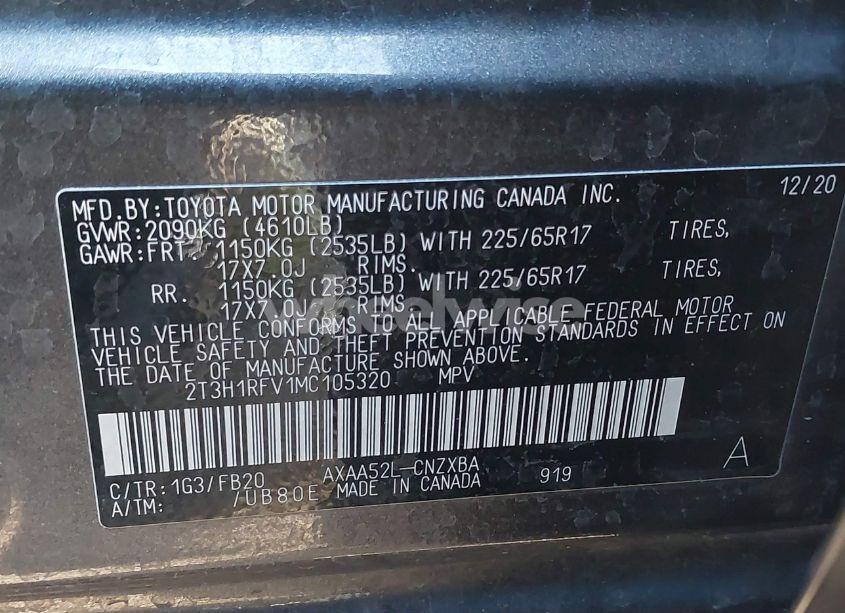 MFD.BY:TOYOTA MOTOR MANUFACTURING CANADA INC. 12/20
GVWR:2090KG (4610LB)
GAWR:FRT. 1150KG (2535LB) WITH 225/65R17 TIRES,
17X7.0J RIMS.
RR. 1150KG (2535LB) WITH 225/65R17 TIRES,
17X7.0J RIMS.
THIS VEHICLE CONFORMS TO ALL APPLICABLE FEDERAL MOTOR
VEHICLE SAFETY AND THEFT PREVENTION STANDARDS IN EFFECT ON
THE DATE OF MANUFACTURE SHOWN ABOVE.
2T3H1RFV1MC105320 MPV
A
C/TR:1G3/FB20 AXAA52L-CNZXBA 919
A/TM: /UB80E MADE IN CANADA